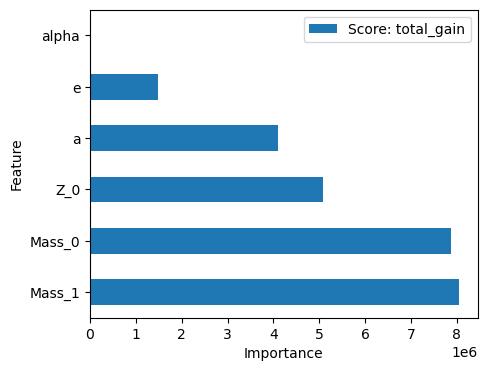 Score: total_gain
Feature
alpha
e
a
Z_0
Mass_0
Mass_1
0 1 2 3 4 5 6 7 8
1e6
Importance